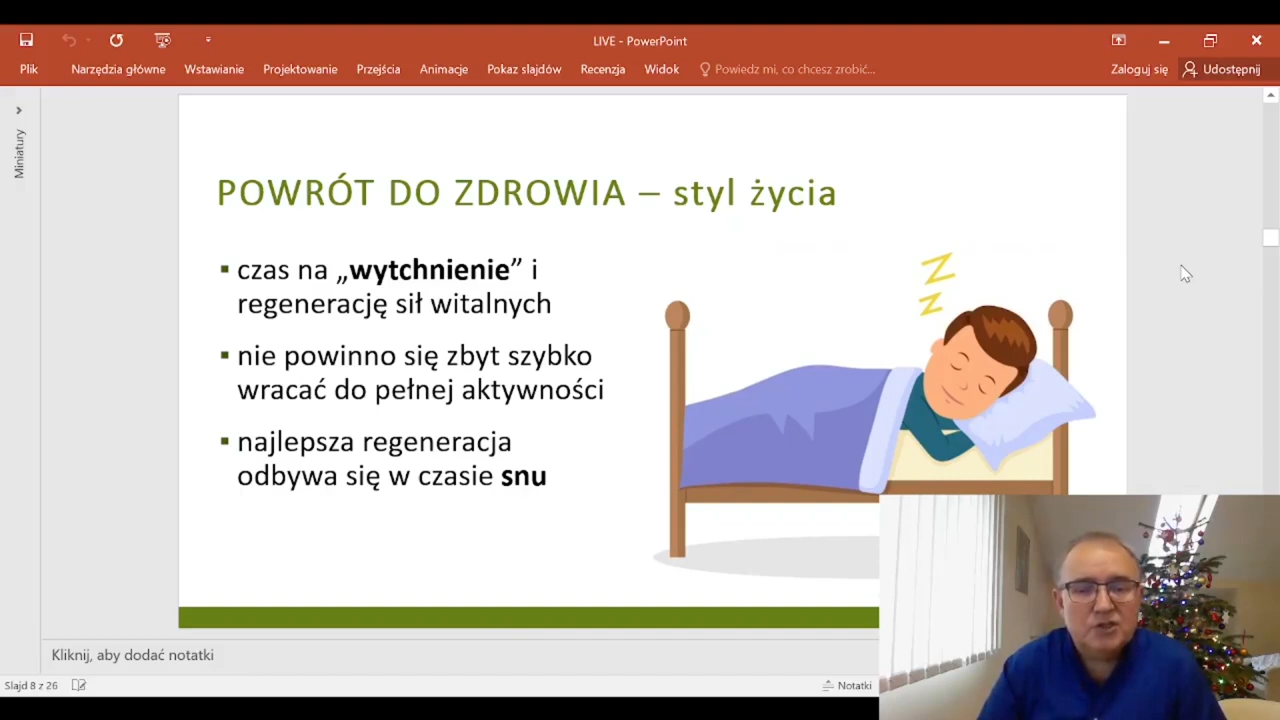 LIVE - PowerPoint
Plik Narzędzia główne Wstawianie Projektowanie Przejścia Animacje Pokaz slajdów Recenzja Widok Powiedz mi, co chcesz zrobić... Zaloguj się Udostępnij
Miniatury
POWRÓT DO ZDROWIA – styl życia
▪ czas na „wytchnienie” i
regenerację sił witalnych
▪ nie powinno się zbyt szybko
wracać do pełnej aktywności
▪ najlepsza regeneracja
odbywa się w czasie snu
Z
Z
Kliknij, aby dodać notatki
Slajd 8 z 26 Notatki